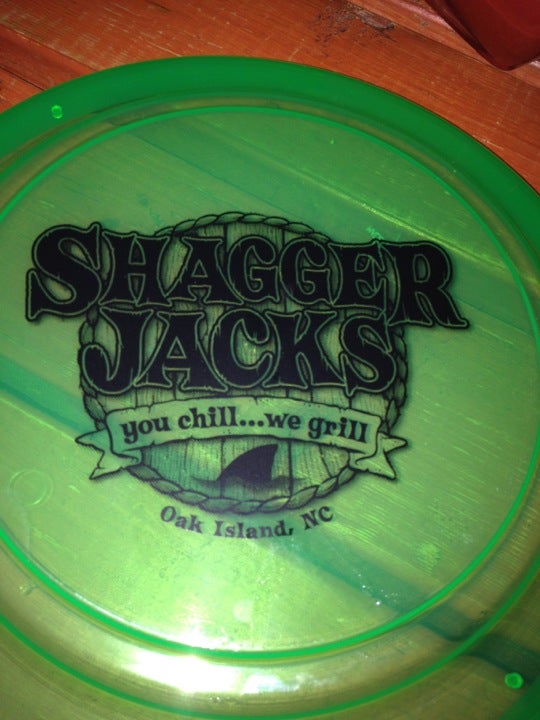 SHAGGER
JACKS
you chill...we grill
Oak Island, NC